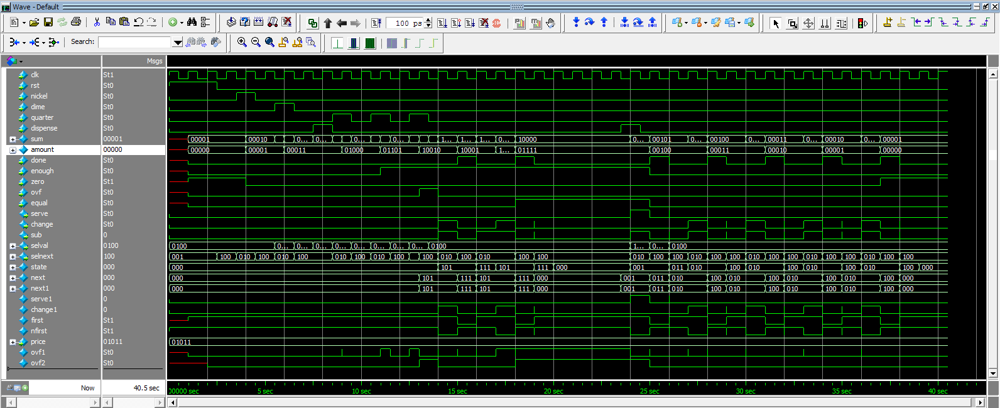 Wave - Default
100 ps
Search:
Msgs
clk St1
rst St0
nickel St0
dime St0
quarter St0
dispense St0
sum 00001 00001 00010 0... 0... 0... 0... 1... 1... 1... 0... 10000 0... 00101 0... 00100 0... 00011 0... 00010 0... 00001
amount 00000 00000 00001 00011 01000 01101 10010 10001 1... 01111 00100 00011 00010 00001 00000
done St0
enough St0
zero St1
ovf St0
equal St0
serve St0
change St0
sub 0
selval 0100 0100 0... 0... 0... 0... 0... 0... 0... 0... 0100 1... 0... 0100
selnext 100 001 100 010 100 010 100 010 100 010 100 100 010 100 010 100 100 010 100 100 010 100 100 010 100 010 100 010 100 010 100 100
state 000 000 101 111 101 111 000 001 011 010 100 010 100 010 100 010 100 000
next 000 000 101 111 101 111 000 001 011 010 100 010 100 010 100 010 100 000
next1 000 000 101 111 101 111 000 001 011 010 100 010 100 010 100 010 100 000
serve1 0
change1 0
first St1
nfirst St1
price 01011 01011
ovf1 St0
ovf2 St0
Now 40.5 sec 00000 sec 5 sec 10 sec 15 sec 20 sec 25 sec 30 sec 35 sec 40 sec